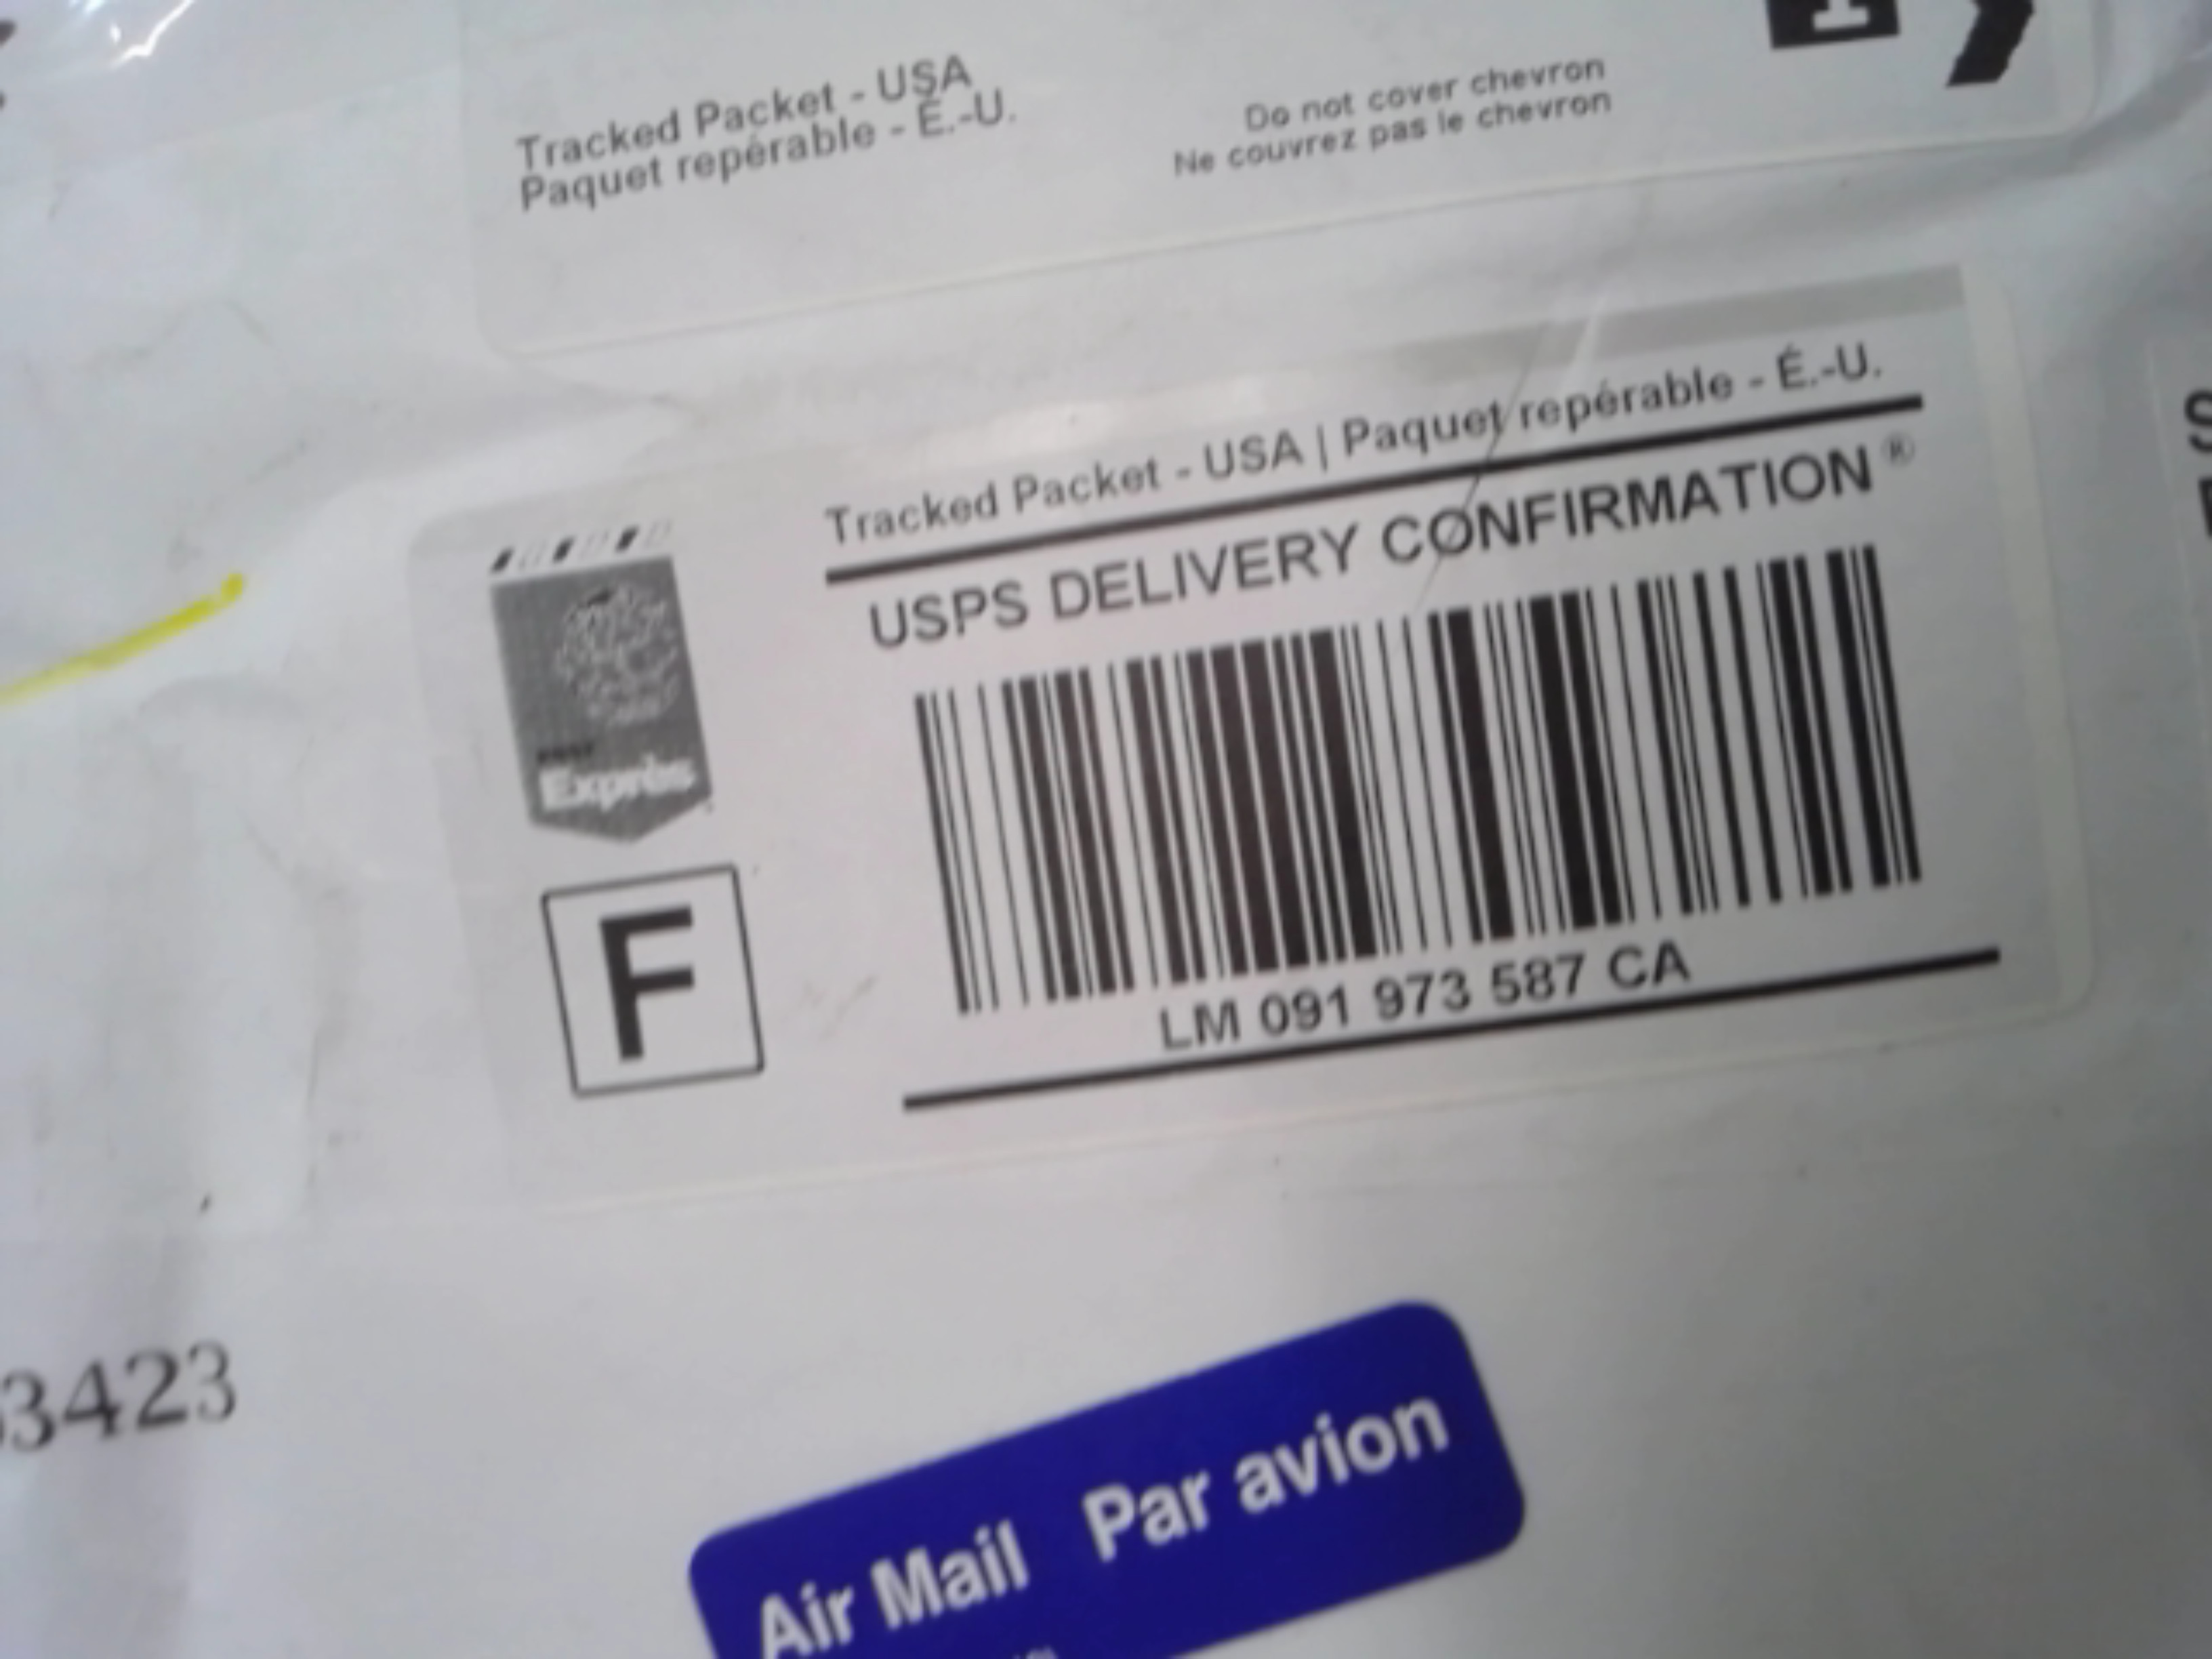 Tracked Packet - USA
Paquet repérable - É.-U.
Do not cover chevron
Ne couvrez pas le chevron
Tracked Packet - USA | Paquet repérable - É.-U.
USPS DELIVERY CONFIRMATION®
Exprès
F
LM 091 973 587 CA
3423
Air Mail Par avion